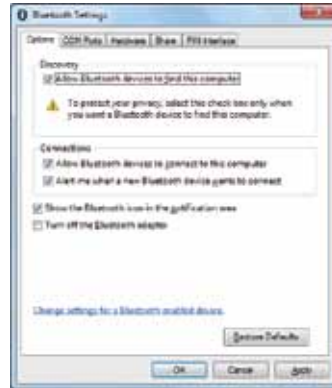 Bluetooth Settings
Options COM Ports Hardware Share PIM Interface
Discovery
Allow Bluetooth devices to find this computer
To protect your privacy, select this check box only when
you want a Bluetooth device to find this computer.
Connections
Allow Bluetooth devices to connect to this computer
Alert me when a new Bluetooth device wants to connect
Show the Bluetooth icon in the notification area
Turn off the Bluetooth adapter
Change settings for a Bluetooth enabled device.
Restore Defaults
OK Cancel Apply